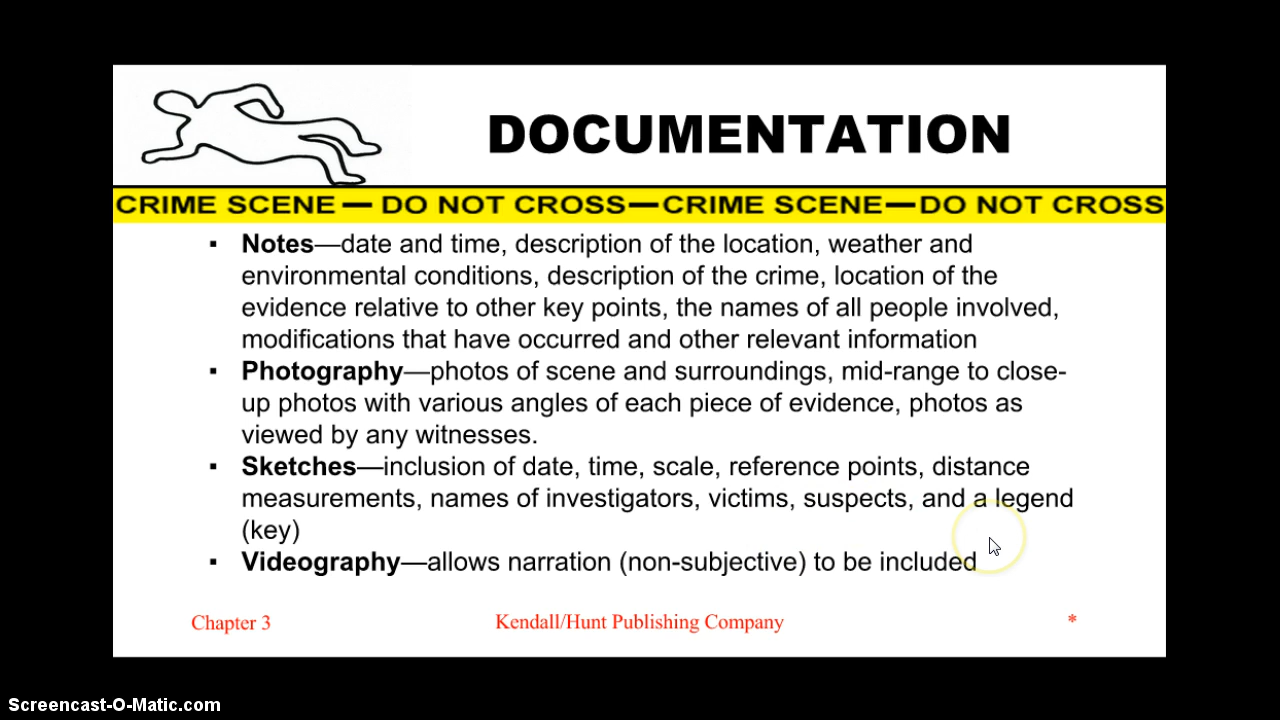 DOCUMENTATION
CRIME SCENE — DO NOT CROSS—CRIME SCENE—DO NOT CROSS
▪ Notes—date and time, description of the location, weather and
environmental conditions, description of the crime, location of the
evidence relative to other key points, the names of all people involved,
modifications that have occurred and other relevant information
▪ Photography—photos of scene and surroundings, mid-range to close-
up photos with various angles of each piece of evidence, photos as
viewed by any witnesses.
▪ Sketches—inclusion of date, time, scale, reference points, distance
measurements, names of investigators, victims, suspects, and a legend
(key)
▪ Videography—allows narration (non-subjective) to be included
Chapter 3 Kendall/Hunt Publishing Company *
Screencast-O-Matic.com